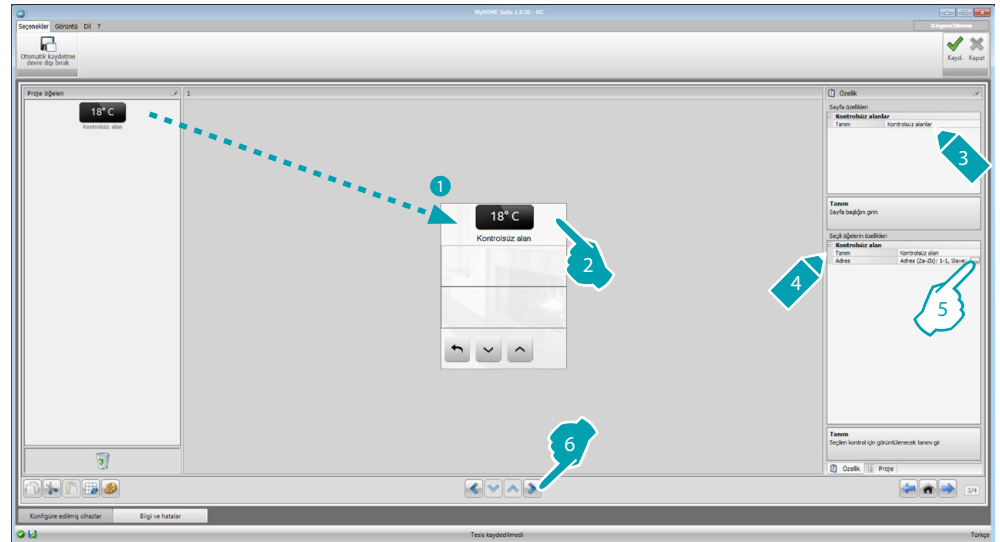 MyHOME Suite 1.0.30 - RC
Seçenekler Görüntü Dil ?
Otomatik kaydetme
devre dışı bırak
Kayd. Kapat
Proje öğeleri
1
Özellik
18° C
Kontrolsüz alan
Sayfa özellikleri
Kontrolsüz alanlar
Tanım Kontrolsüz alanlar
3
Tanım
Sayfa başlığını girin
1
18° C
Kontrolsüz alan
2
Seçili öğelerin özellikleri
Kontrolsüz alan
Tanım Kontrolsüz alan
Adres Adres (Za-Zb): 1-1, Slave: ...
4
5
6
Tanım
Seçilen kontrol için görüntülenecek tanımı gir
Özellik Proje
3/4
Konfigüre edilmiş cihazlar Bilgi ve hatalar
Tesis kaydedilmedi Türkçe